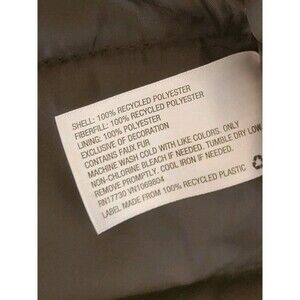 SHELL: 100% RECYCLED POLYESTER
FIBERFILL: 100% RECYCLED POLYESTER
LINING: 100% POLYESTER
EXCLUSIVE OF DECORATION
CONTAINS FAUX FUR
MACHINE WASH COLD WITH LIKE COLORS. ONLY
NON-CHLORINE BLEACH IF NEEDED. TUMBLE DRY LOW.
REMOVE PROMPTLY. COOL IRON IF NEEDED.
RN17730 VN1069804
LABEL MADE FROM 100% RECYCLED PLASTIC